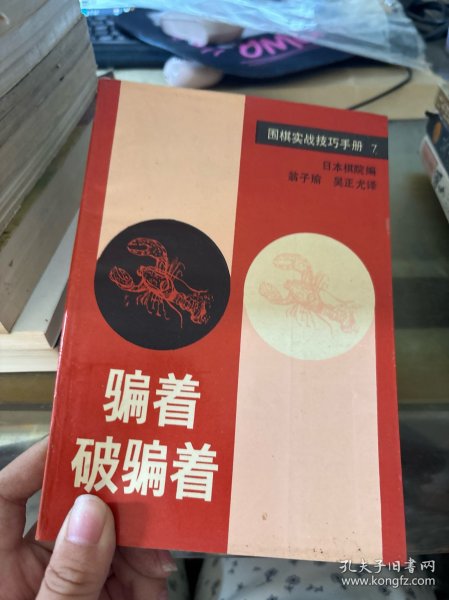 围棋实战技巧手册 7
日本棋院编
翁子瑜 吴正尤译
骗着
破骗着
孔夫子旧书网
www.kongfz.com